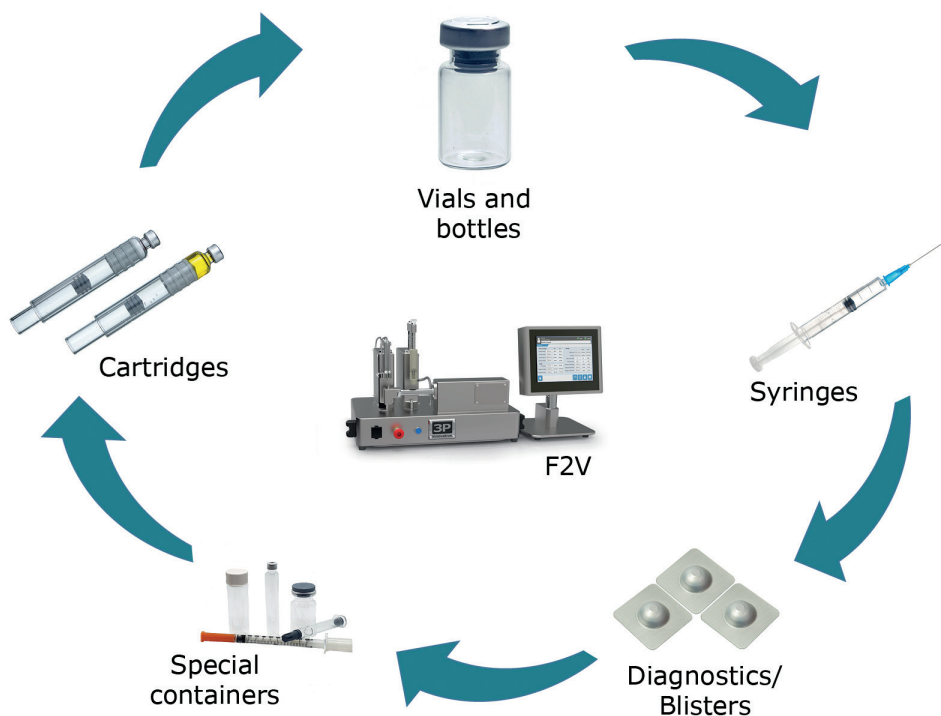 Vials and
bottles
Cartridges
Syringes
3P
F2V
Special
containers
Diagnostics/
Blisters